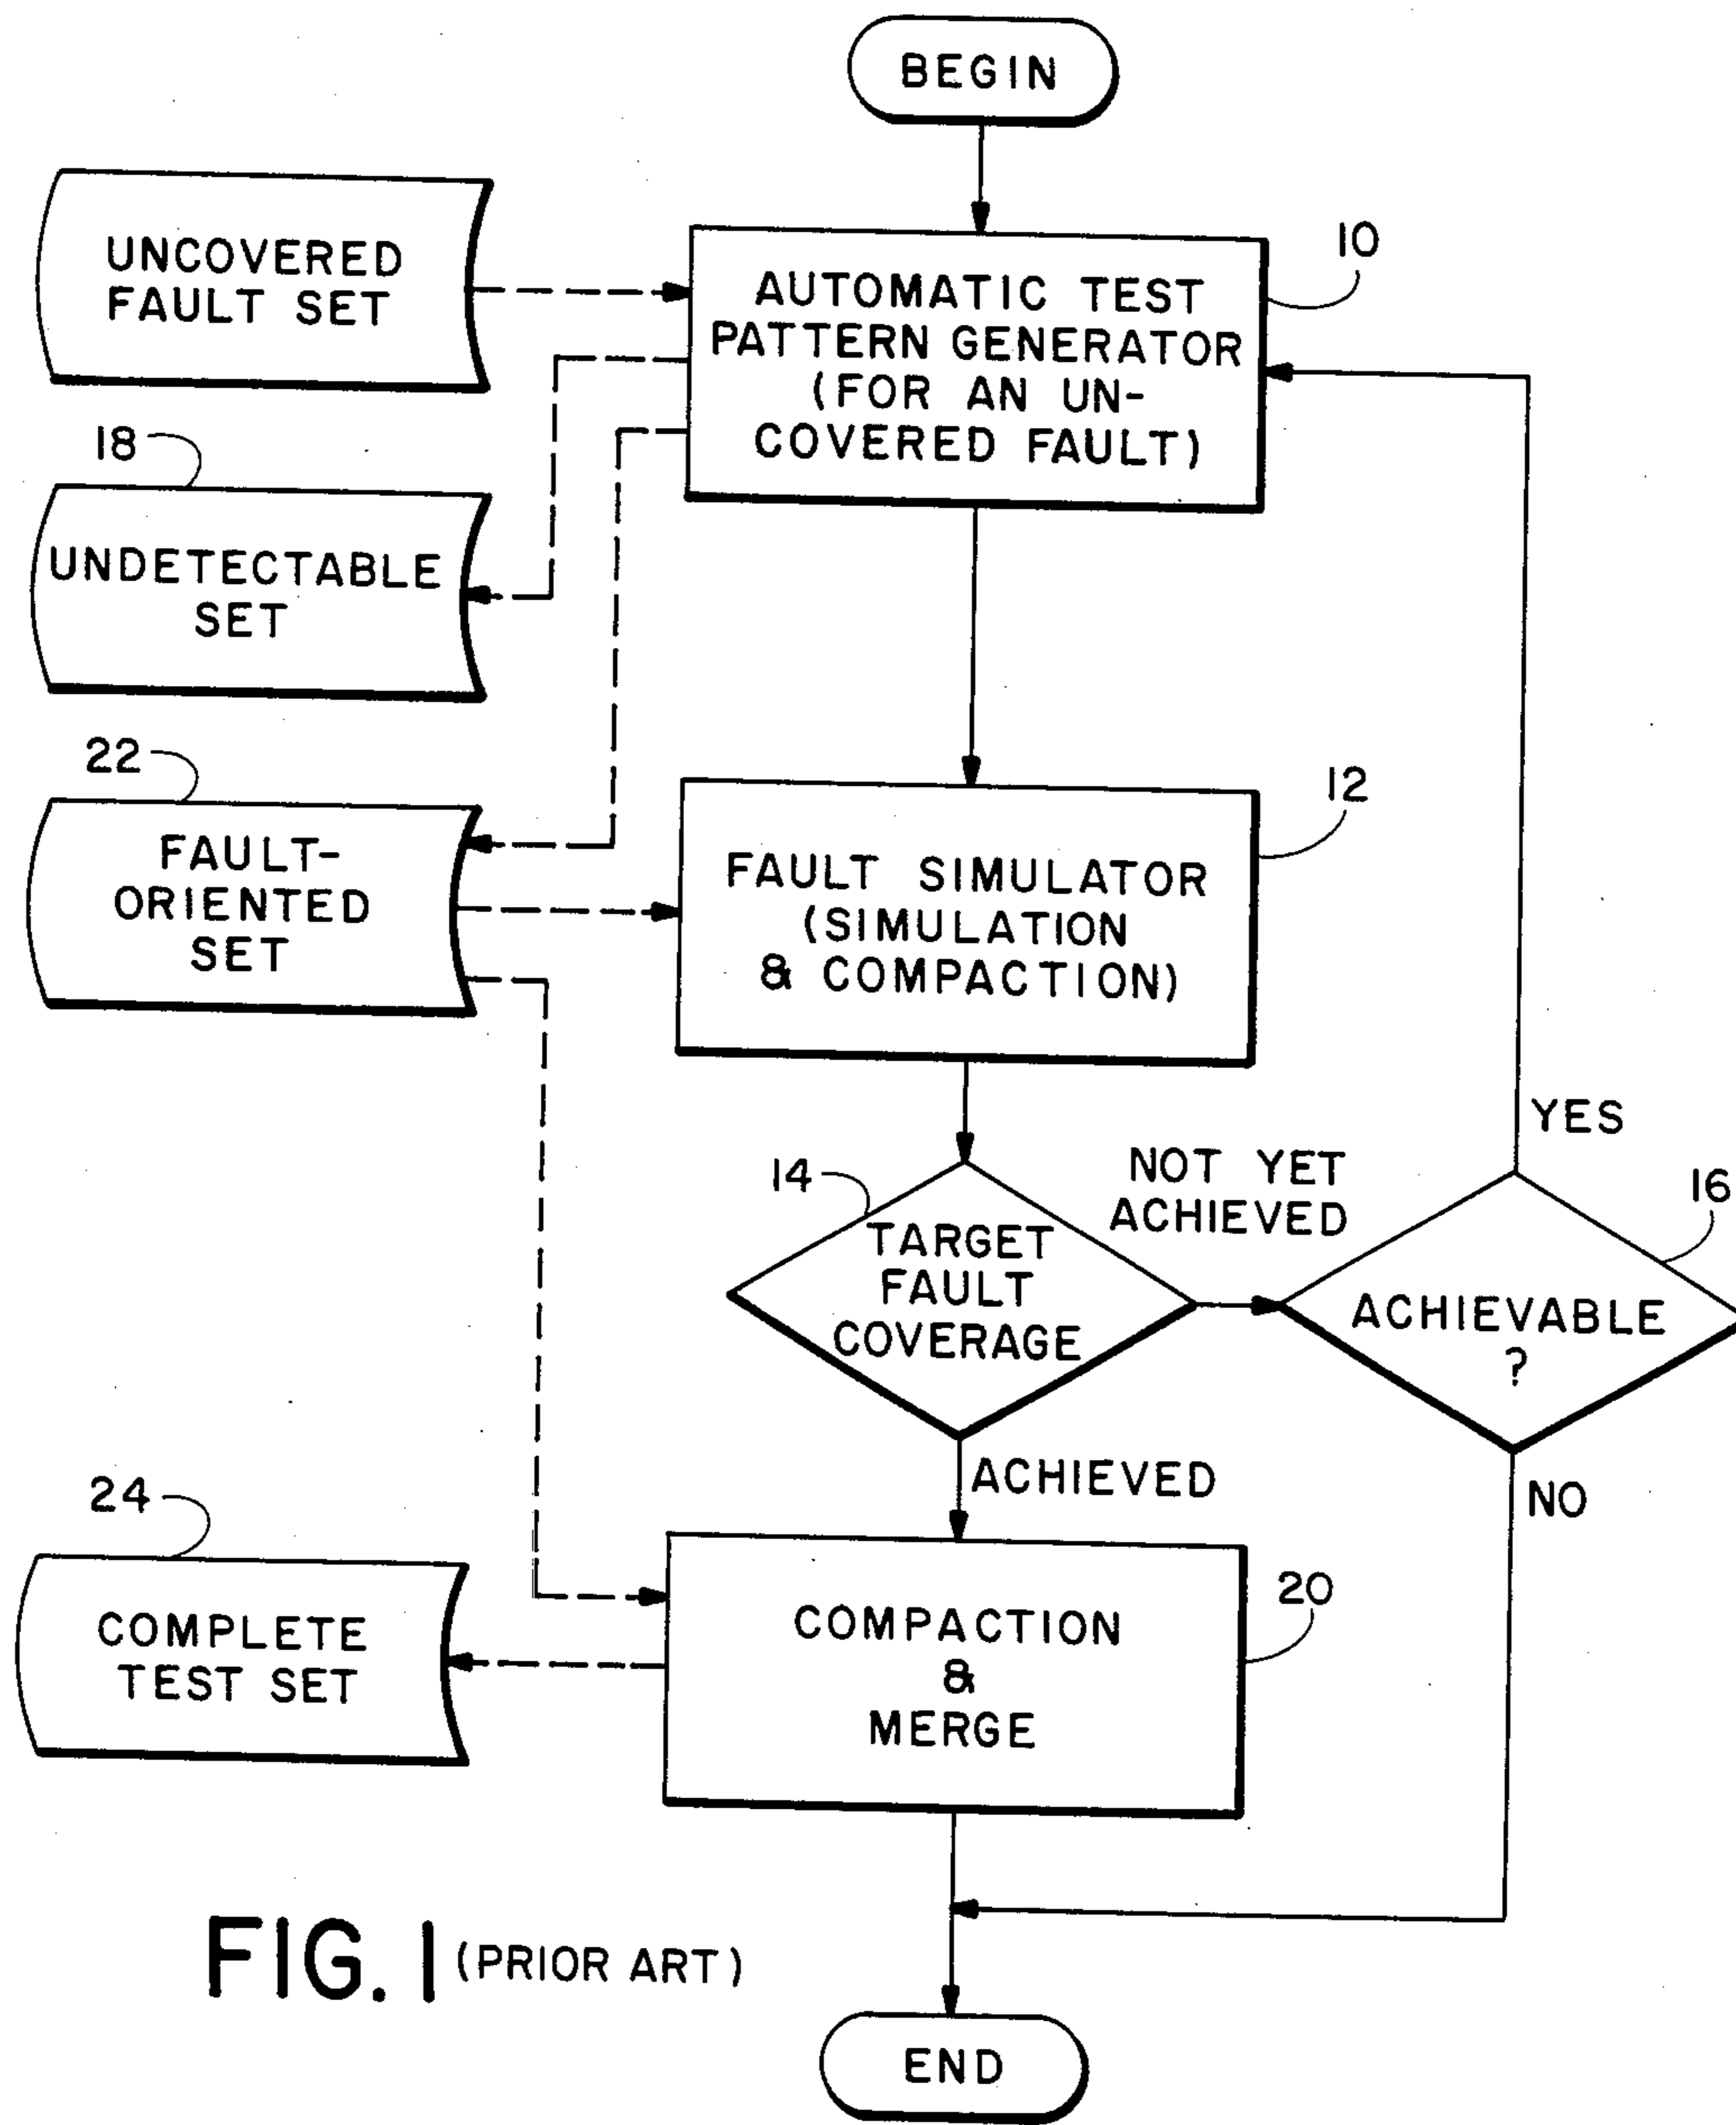 BEGIN
UNCOVERED
FAULT SET
10
AUTOMATIC TEST
PATTERN GENERATOR
(FOR AN UN-
COVERED FAULT)
18
UNDETECTABLE
SET
22
FAULT-
ORIENTED
SET
12
FAULT SIMULATOR
(SIMULATION
& COMPACTION)
YES
14
TARGET
FAULT
COVERAGE
NOT YET
ACHIEVED
16
ACHIEVABLE
?
ACHIEVED
NO
24
COMPLETE
TEST SET
20
COMPACTION
&
MERGE
FIG. 1 (PRIOR ART)
END